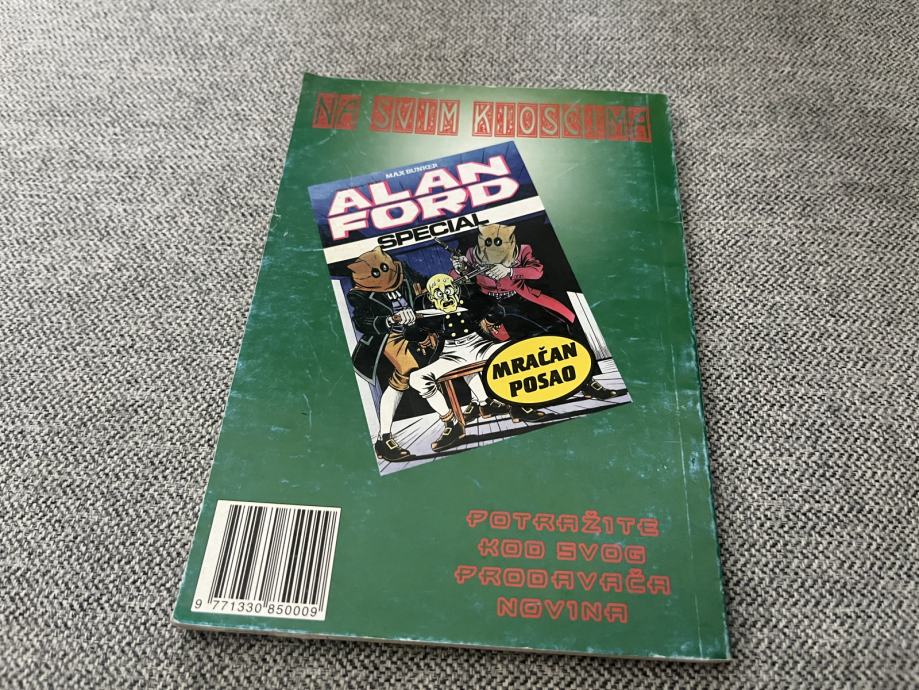 NA SVIM KIOSCIMA
MAX BUNKER
ALAN
FORD
SPECIAL
MRAČAN
POSAO
POTRAŽITE
KOD SVOG
PRODAVAČA
NOVINA
9 771330 850009